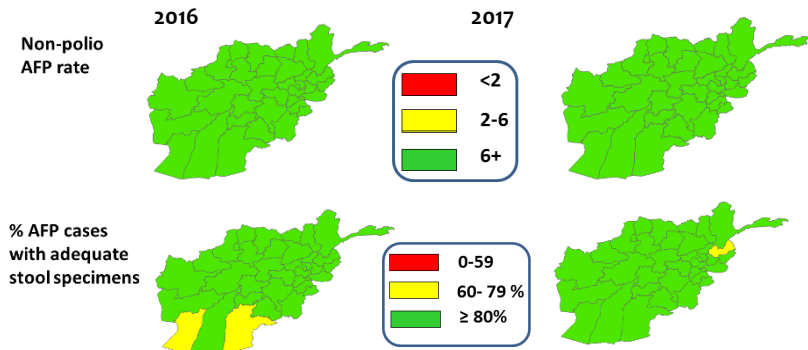 2016
2017
Non-polio
AFP rate
<2
2-6
6+
% AFP cases
with adequate
stool specimens
0-59
60- 79 %
≥ 80%